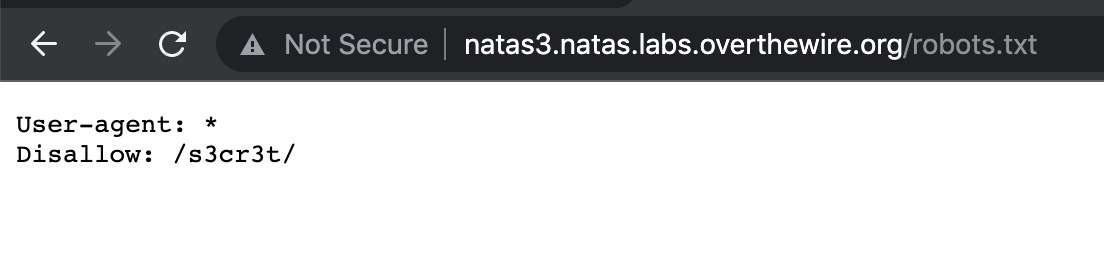 Not Secure natas3.natas.labs.overthewire.org/robots.txt
User-agent: *
Disallow: /s3cr3t/